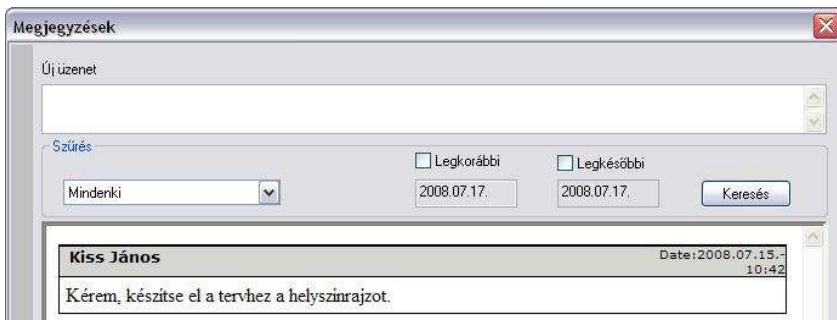 Megjegyzések
Új üzenet
Szűrés
Legkorábbi Legkésőbbi
Mindenki 2008.07.17. 2008.07.17. Keresés
Kiss János Date:2008.07.15.-
10:42
Kérem, készítse el a tervhez a helyszínrajzot.